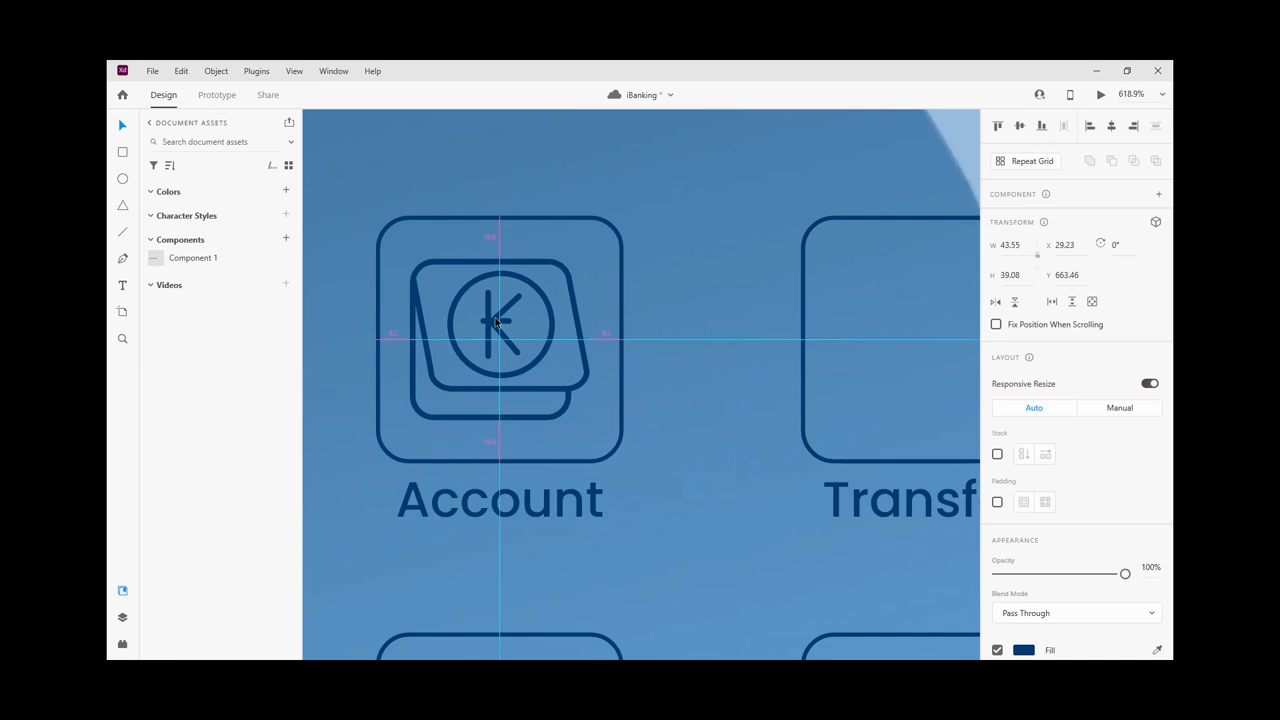 Xd File Edit Object Plugins View Window Help
Design Prototype Share iBanking * 618.9%
DOCUMENT ASSETS
Search document assets
Colors
Character Styles
Components
Component 1
Videos
Account
Transf
Repeat Grid
COMPONENT
TRANSFORM
W 43.55 X 29.23 0°
H 39.08 Y 663.46
Fix Position When Scrolling
LAYOUT
Responsive Resize
Auto Manual
Stack
Padding
APPEARANCE
Opacity
100%
Blend Mode
Pass Through
Fill